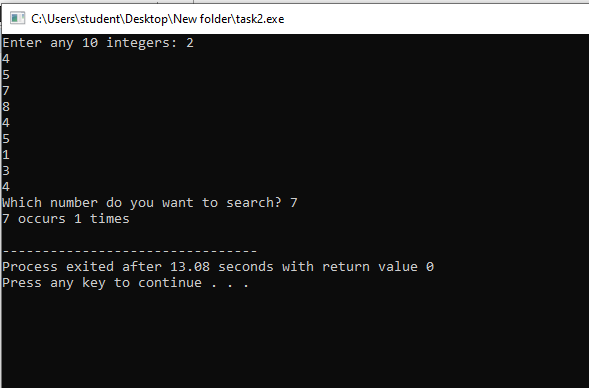 C:\Users\student\Desktop\New folder\task2.exe
Enter any 10 integers: 2
4
5
7
8
4
5
1
3
4
Which number do you want to search? 7
7 occurs 1 times
--------------------------------
Process exited after 13.08 seconds with return value 0
Press any key to continue . . .